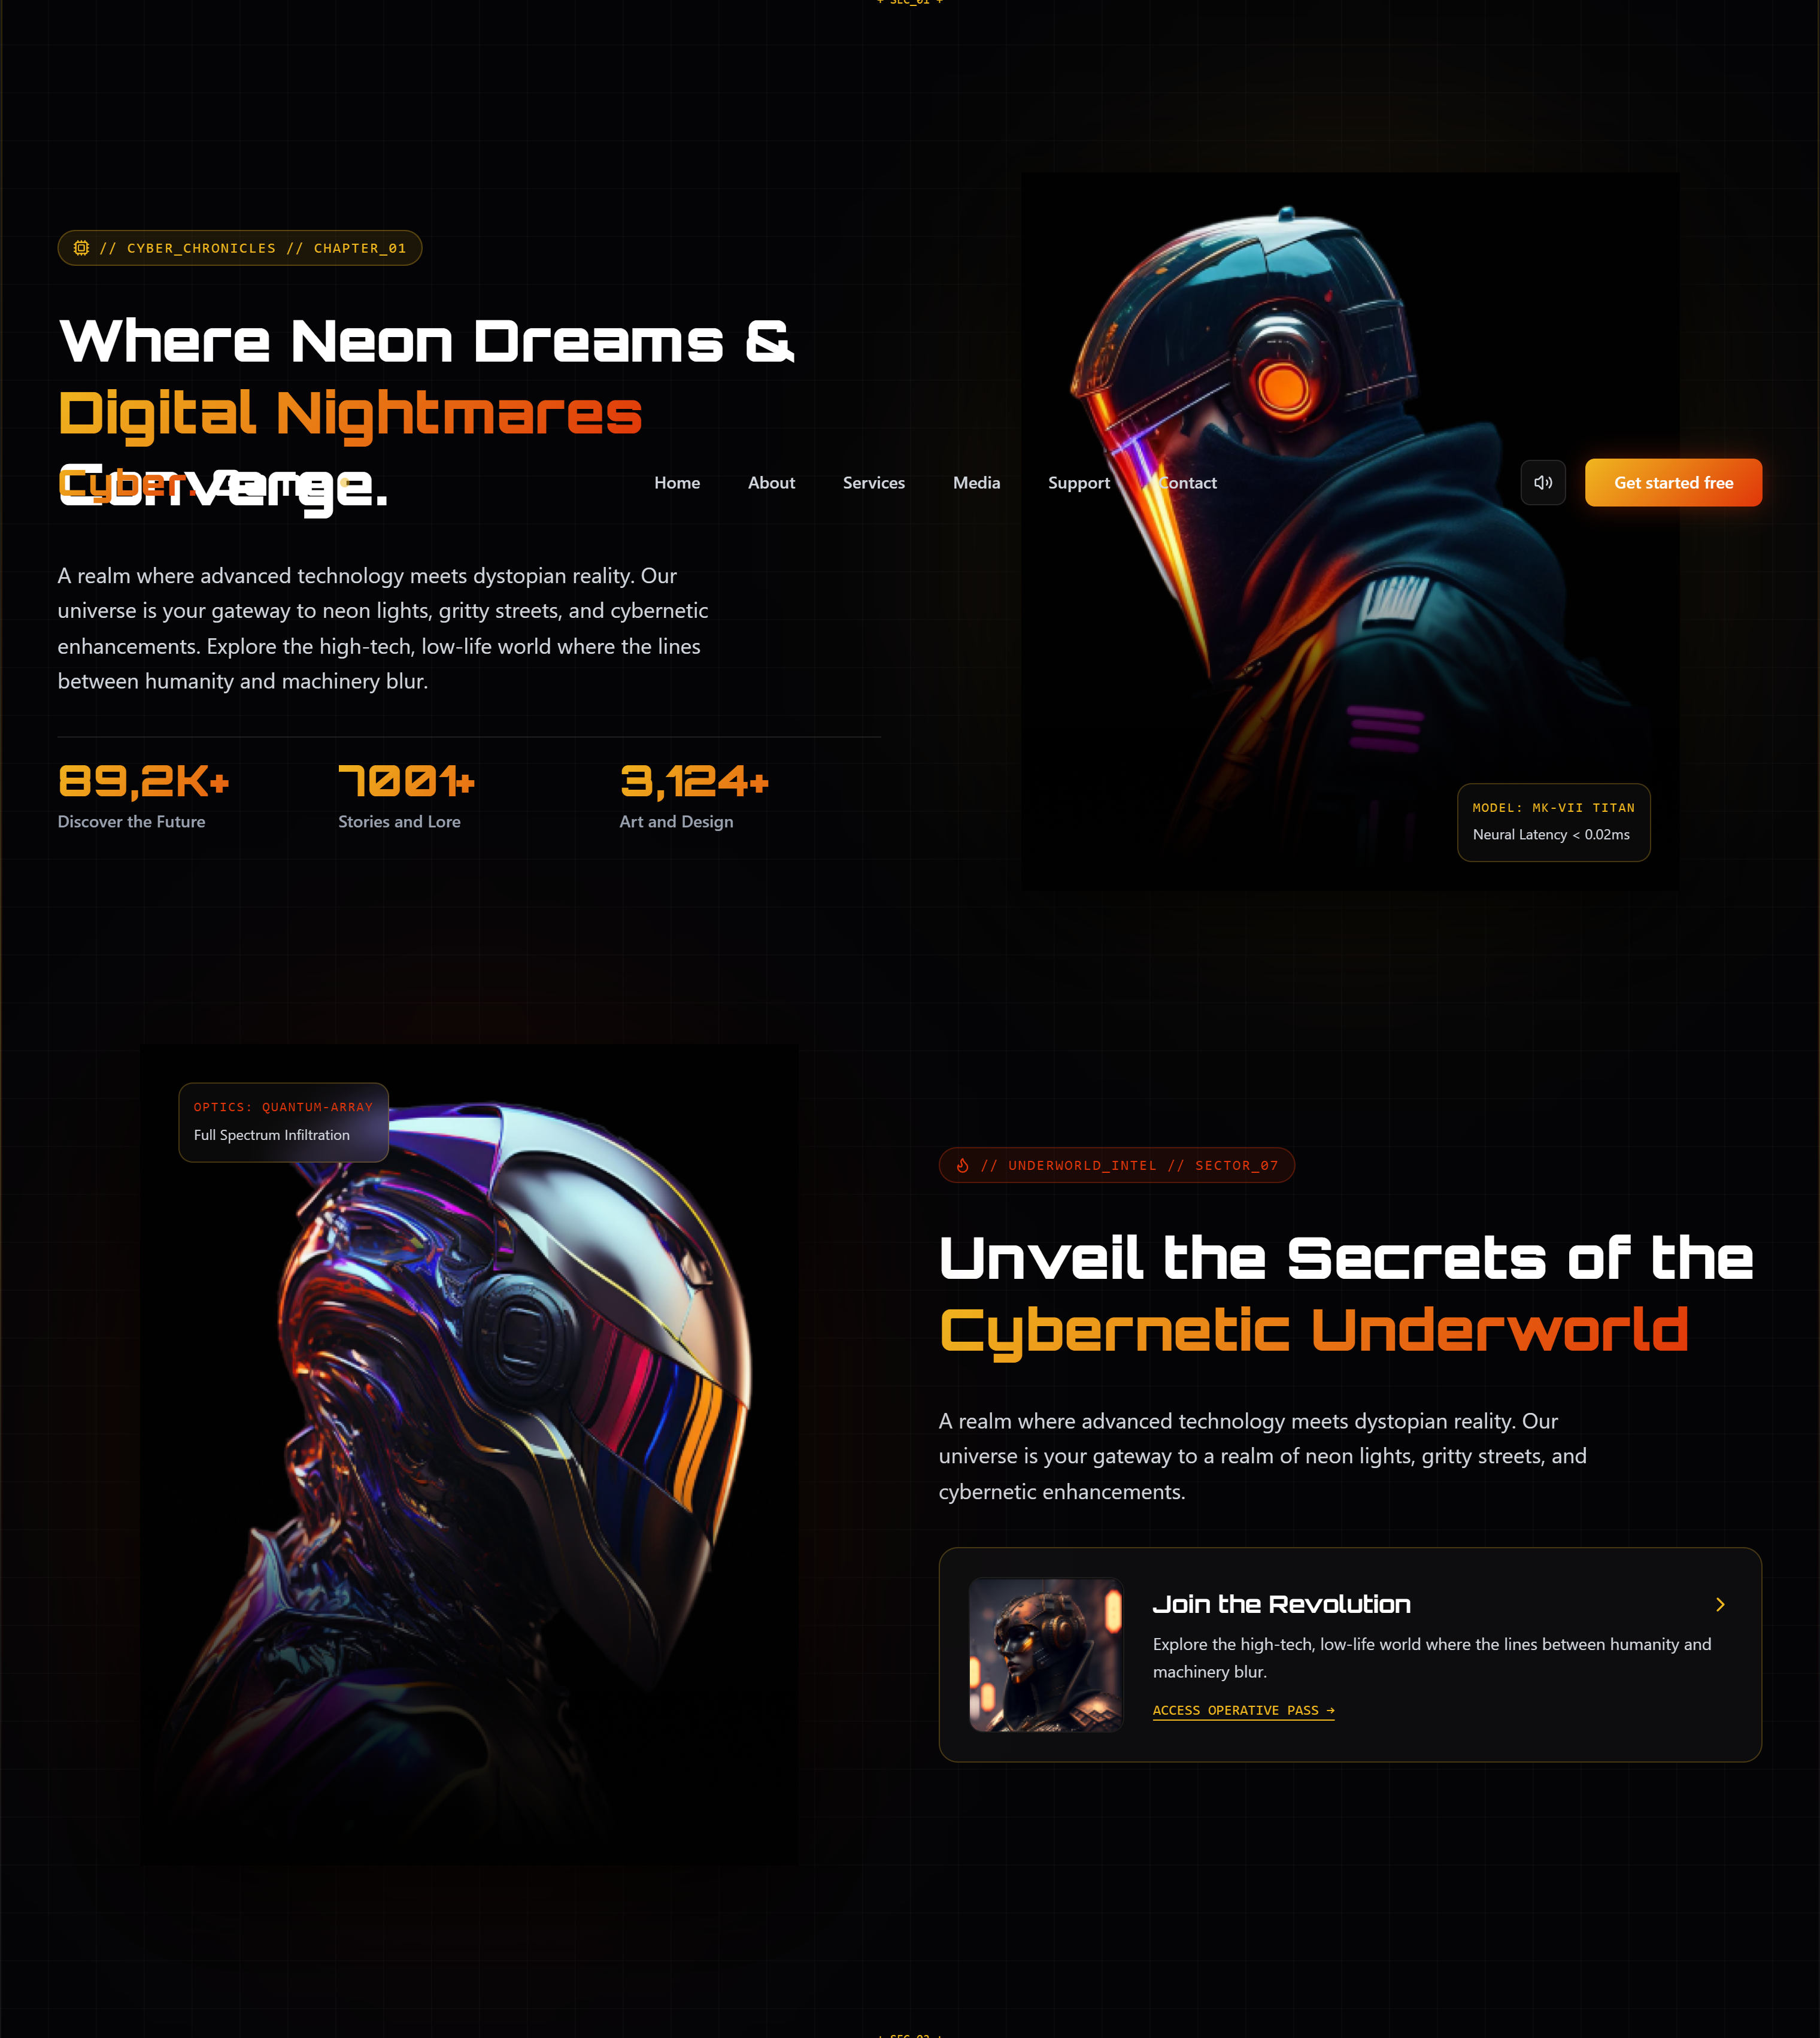 + SEC_01 +
// CYBER_CHRONICLES // CHAPTER_01
Where Neon Dreams &
Digital Nightmares
Converge.
Cyber.
Home
About
Services
Media
Support
Contact
Get started free
A realm where advanced technology meets dystopian reality. Our
universe is your gateway to neon lights, gritty streets, and cybernetic
enhancements. Explore the high-tech, low-life world where the lines
between humanity and machinery blur.
89,2K+
7001+
3,124+
Discover the Future
Stories and Lore
Art and Design
MODEL: MK-VII TITAN
Neural Latency < 0.02ms
OPTICS: QUANTUM-ARRAY
Full Spectrum Infiltration
// UNDERWORLD_INTEL // SECTOR_07
Unveil the Secrets of the
Cybernetic Underworld
A realm where advanced technology meets dystopian reality. Our
universe is your gateway to a realm of neon lights, gritty streets, and
cybernetic enhancements.
Join the Revolution
Explore the high-tech, low-life world where the lines between humanity and
machinery blur.
ACCESS OPERATIVE PASS →